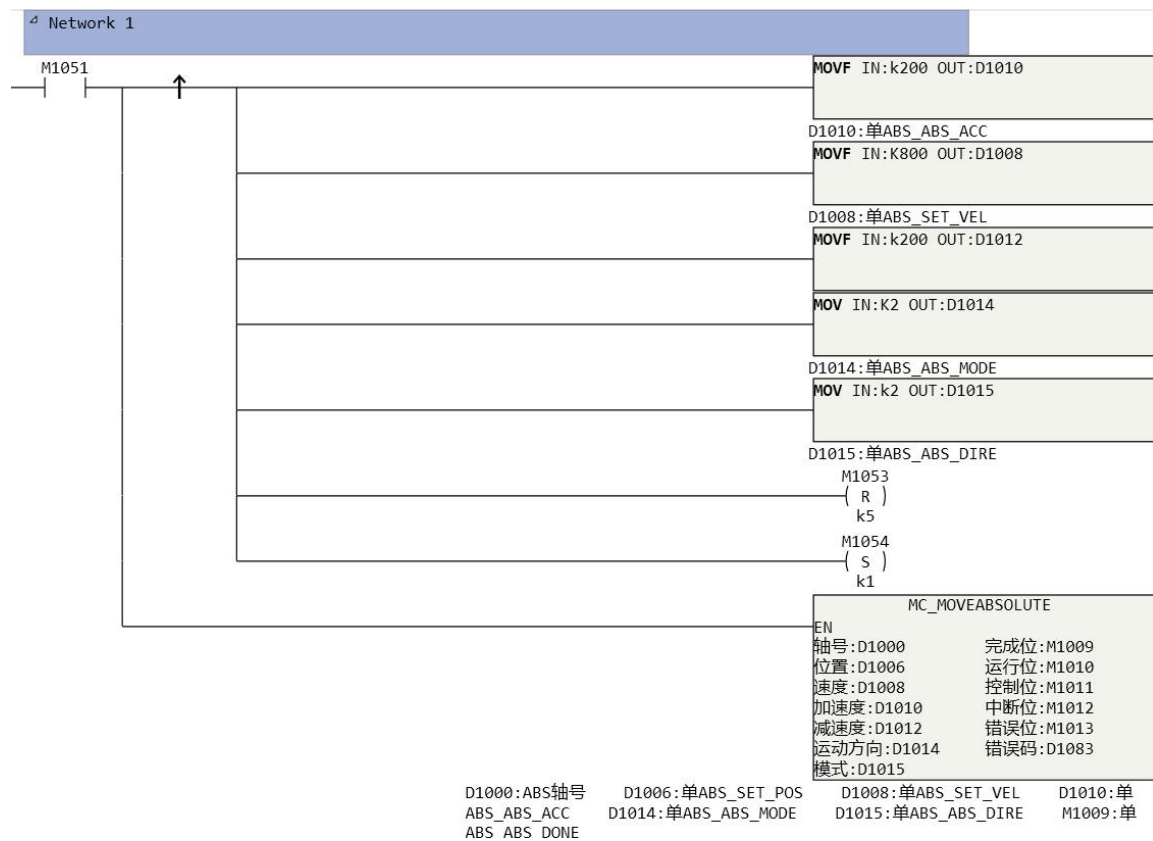 Network 1
M1051
MOVF IN:k200 OUT:D1010
D1010:单ABS_ABS_ACC
MOVF IN:K800 OUT:D1008
D1008:单ABS_SET_VEL
MOVF IN:k200 OUT:D1012
MOV IN:K2 OUT:D1014
D1014:单ABS_ABS_MODE
MOV IN:k2 OUT:D1015
D1015:单ABS_ABS_DIRE
M1053
( R )
k5
M1054
( S )
k1
MC_MOVEABSOLUTE
EN
轴号:D1000 完成位:M1009
位置:D1006 运行位:M1010
速度:D1008 控制位:M1011
加速度:D1010 中断位:M1012
减速度:D1012 错误位:M1013
运动方向:D1014 错误码:D1083
模式:D1015
D1000:ABS轴号 D1006:单ABS_SET_POS D1008:单ABS_SET_VEL D1010:单
ABS_ABS_ACC D1014:单ABS_ABS_MODE D1015:单ABS_ABS_DIRE M1009:单
ABS_ABS_DONE